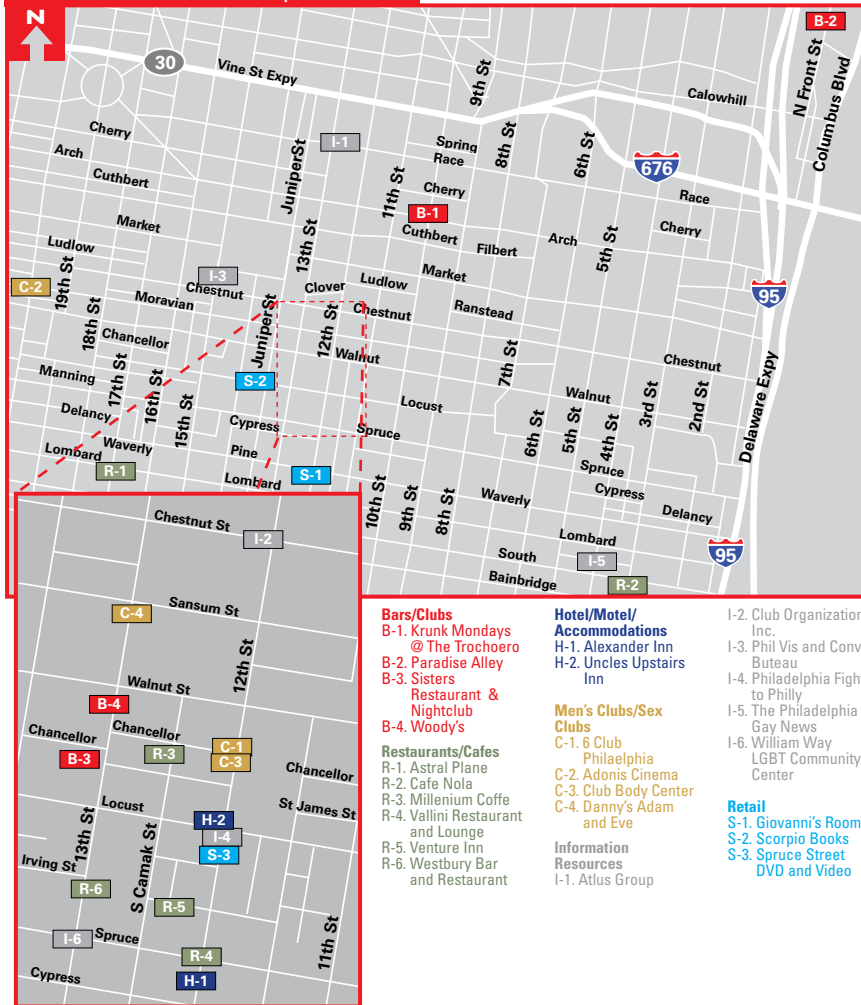 N
B-2
30
Vine St Expy
9th St
Calowhill
N Front St
Columbus Blvd
Cherry
Juniper St
I-1
Spring
8th St
6th St
Arch
Race
676
Cuthbert
11th St
Cherry
Race
B-1
Market
13th St
Cuthbert
Filbert
Arch
5th St
Cherry
Ludlow
19th St
I-3
Market
C-2
Chestnut
Clover
Ludlow
95
Moravian
Juniper St
Chestnut
Ranstead
18th St
Chancellor
12th St
Walnut
7th St
Chestnut
Manning
17th St
16th St
S-2
Walnut
3rd St
2nd St
Delaware Expy
Delancy
15th St
Locust
Cypress
Spruce
6th St
5th St
4th St
Lombard
Waverly
Pine
R-1
Lombard
S-1
Spruce
10th St
9th St
8th St
Waverly
Cypress
Delancy
Lombard
South
I-5
95
Bainbridge
R-2
Chestnut St
I-2
Sansum St
C-4
12th St
Walnut St
B-4
Chancellor
Chancellor
C-1
B-3
R-3
C-3
Chancellor
Locust
St James St
H-2
13th St
S Camak St
I-4
S-3
Irving St
R-6
R-5
I-6
Spruce
R-4
11th St
Cypress
H-1
Bars/Clubs
B-1. Krunk Mondays
@ The Trochoero
B-2. Paradise Alley
B-3. Sisters
Restaurant &
Nightclub
B-4. Woody's
Restaurants/Cafes
R-1. Astral Plane
R-2. Cafe Nola
R-3. Millenium Coffe
R-4. Vallini Restaurant
and Lounge
R-5. Venture Inn
R-6. Westbury Bar
and Restaurant
Hotel/Motel/
Accommodations
H-1. Alexander Inn
H-2. Uncles Upstairs
Inn
Men's Clubs/Sex
Clubs
C-1. 6 Club
Philaelphia
C-2. Adonis Cinema
C-3. Club Body Center
C-4. Danny's Adam
and Eve
Information
Resources
I-1. Atlus Group
I-2. Club Organization
Inc.
I-3. Phil Vis and Conv
Buteau
I-4. Philadelphia Fight
to Philly
I-5. The Philadelphia
Gay News
I-6. William Way
LGBT Community
Center
Retail
S-1. Giovanni's Room
S-2. Scorpio Books
S-3. Spruce Street
DVD and Video